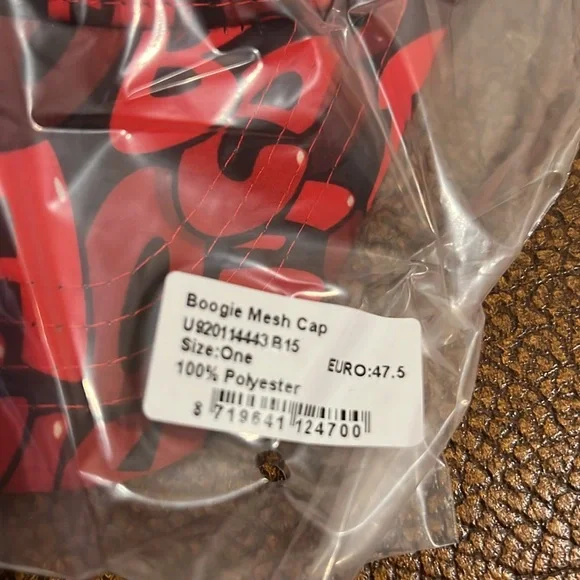 Boogie Mesh Cap
U920114443 B15
Size:One
EURO:47.5
100% Polyester
8 719641 124700